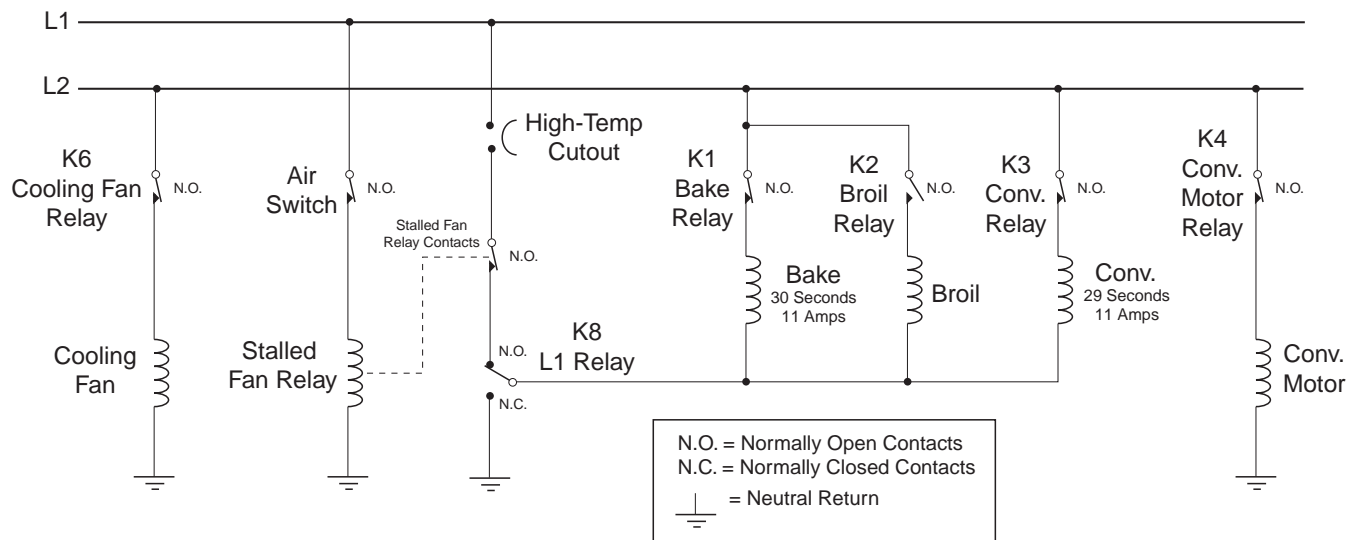 L1
L2
K6
Cooling Fan
Relay
N.O.
Air
Switch
N.O.
High-Temp
Cutout
Stalled Fan
Relay Contacts
N.O.
K1
Bake
Relay
N.O.
K2
Broil
Relay
N.O.
K3
Conv.
Relay
N.O.
K4
Conv.
Motor
Relay
N.O.
Bake
30 Seconds
11 Amps
Broil
Conv.
29 Seconds
11 Amps
Cooling
Fan
Stalled
Fan Relay
K8
L1 Relay
N.O.
N.C.
Conv.
Motor
N.O. = Normally Open Contacts
N.C. = Normally Closed Contacts
= Neutral Return